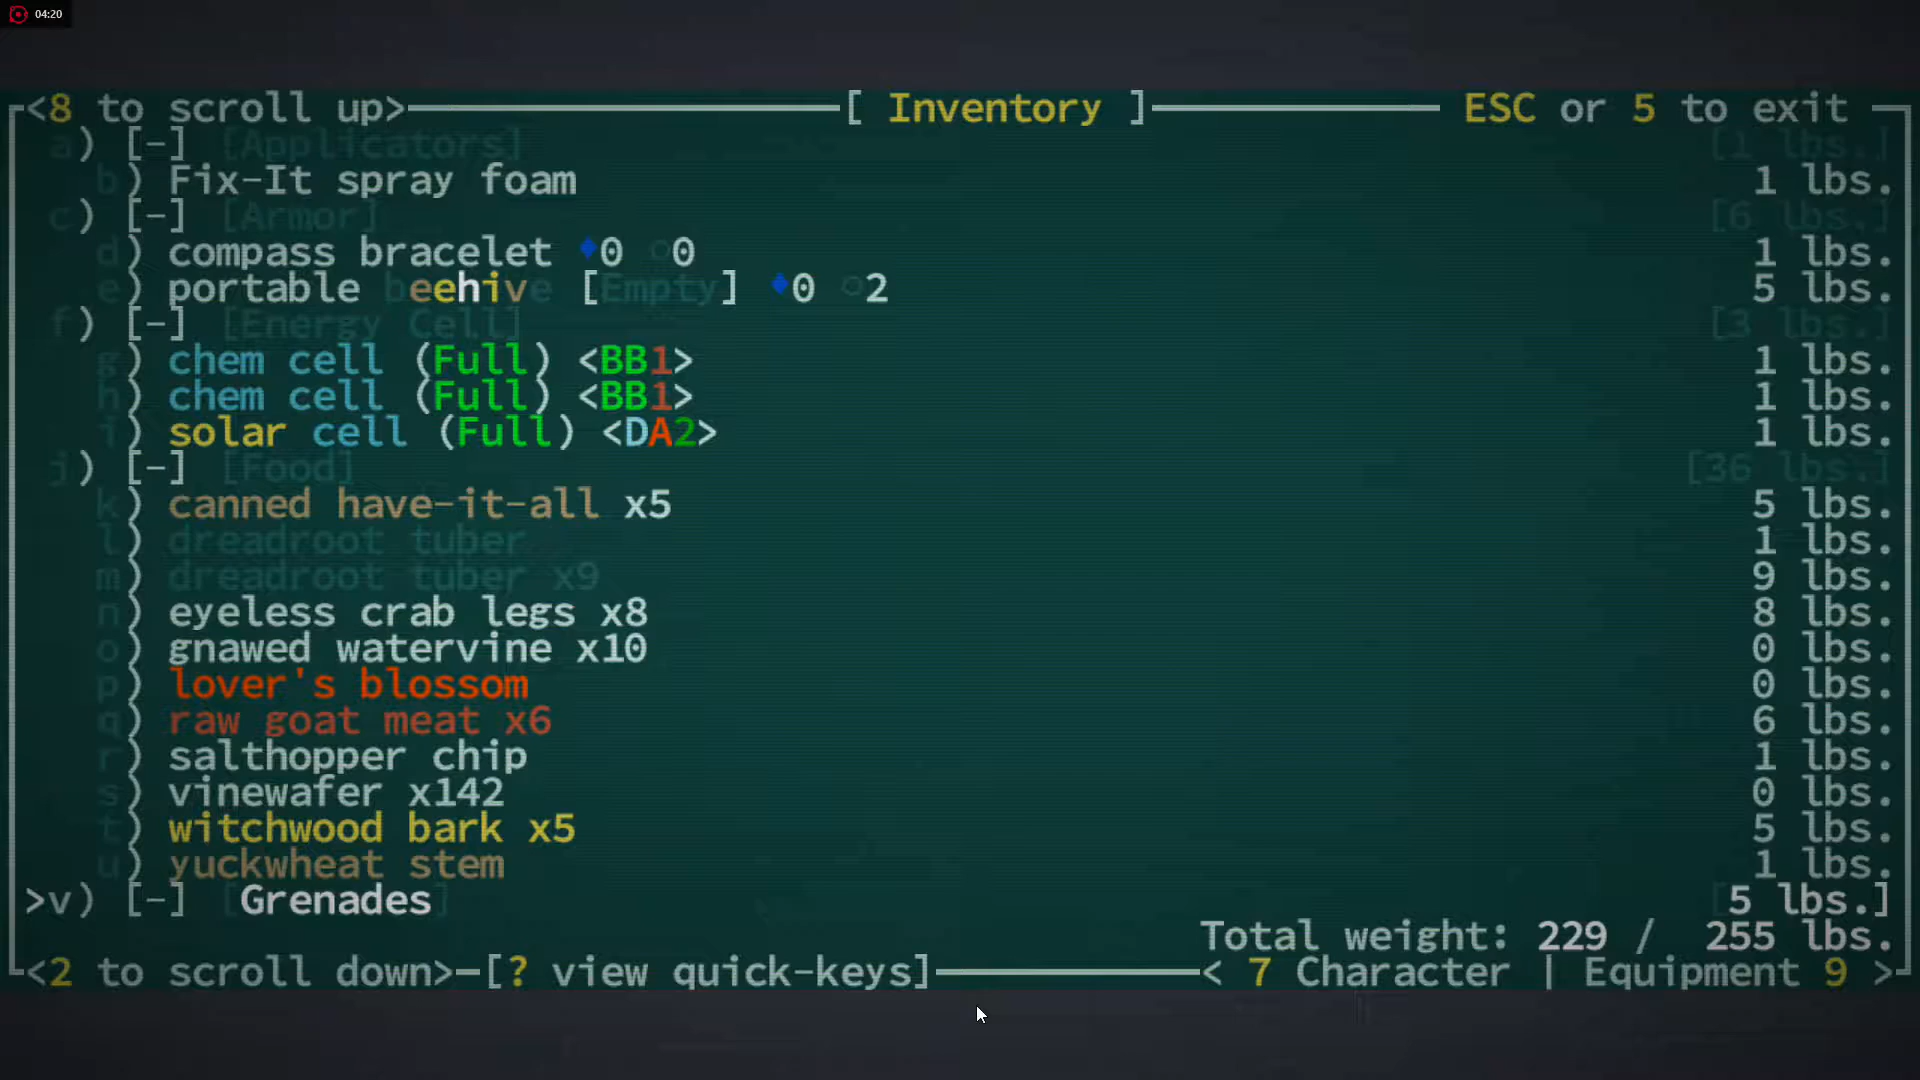 04:20
<8 to scroll up> [ Inventory ] ESC or 5 to exit
a) [-] [Applicators] [1 lbs.]
b) Fix-It spray foam 1 lbs.
c) [-] [Armor] [6 lbs.]
d) compass bracelet ♦0 ○0 1 lbs.
e) portable beehive [Empty] ♦0 ○2 5 lbs.
f) [-] [Energy Cell] [3 lbs.]
g) chem cell (Full) <BB1> 1 lbs.
h) chem cell (Full) <BB1> 1 lbs.
i) solar cell (Full) <DA2> 1 lbs.
j) [-] [Food] [36 lbs.]
k) canned have-it-all x5 5 lbs.
l) dreadroot tuber 1 lbs.
m) dreadroot tuber x9 9 lbs.
n) eyeless crab legs x8 8 lbs.
o) gnawed watervine x10 0 lbs.
p) lover's blossom 0 lbs.
q) raw goat meat x6 6 lbs.
r) salthopper chip 1 lbs.
s) vinewafer x142 0 lbs.
t) witchwood bark x5 5 lbs.
u) yuckwheat stem 1 lbs.
>v) [-] [Grenades] [5 lbs.]
Total weight: 229 / 255 lbs.
<2 to scroll down> [? view quick-keys] < 7 Character | Equipment 9 >